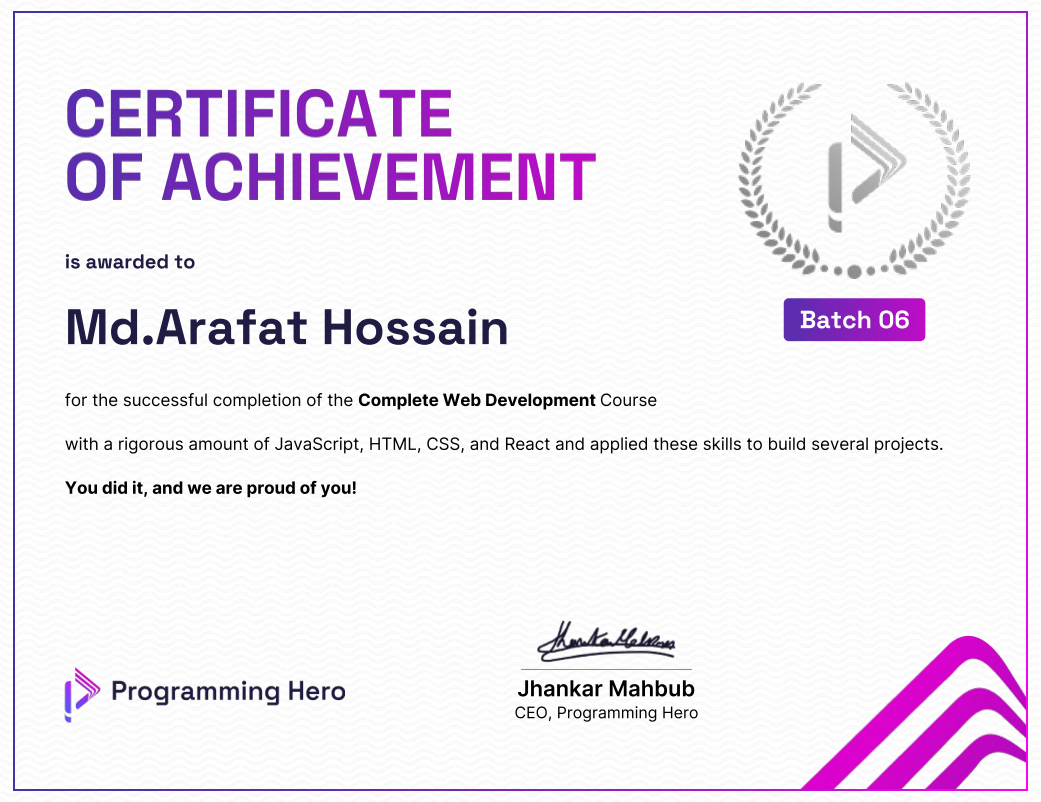 CERTIFICATE
OF ACHIEVEMENT
is awarded to
Md.Arafat Hossain
Batch 06
for the successful completion of the Complete Web Development Course
with a rigorous amount of JavaScript, HTML, CSS, and React and applied these skills to build several projects.
You did it, and we are proud of you!
Programming Hero
Jhankar Mahbub
Jhankar Mahbub
CEO, Programming Hero